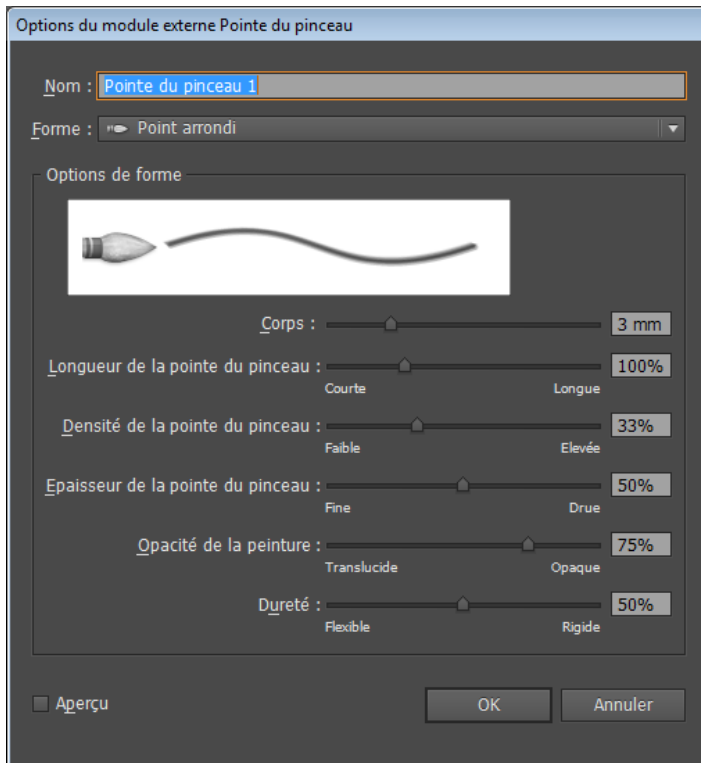 Options du module externe Pointe du pinceau
Nom : Pointe du pinceau 1
Forme : Point arrondi
Options de forme
Corps : 3 mm
Longueur de la pointe du pinceau : 100%
Courte Longue
Densité de la pointe du pinceau : 33%
Faible Elevée
Epaisseur de la pointe du pinceau : 50%
Fine Drue
Opacité de la peinture : 75%
Translucide Opaque
Dureté : 50%
Flexible Rigide
Aperçu OK Annuler